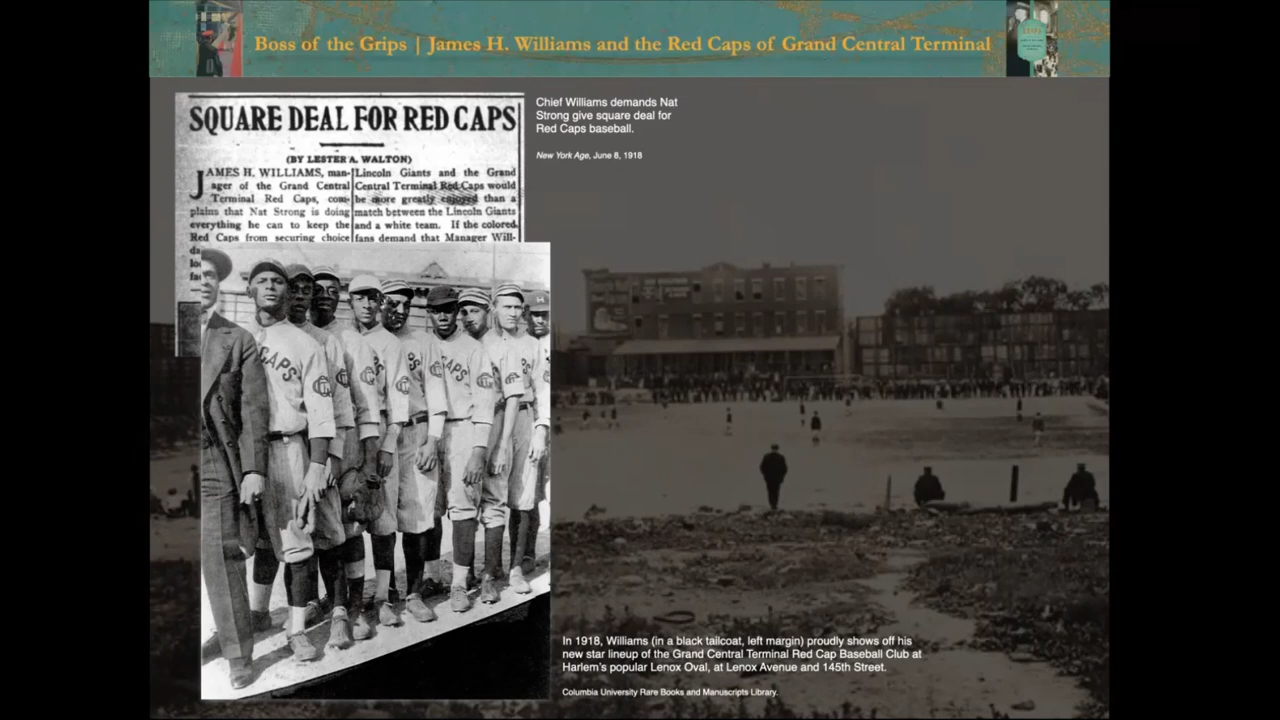 Boss of the Grips | James H. Williams and the Red Caps of Grand Central Terminal
SQUARE DEAL FOR RED CAPS
(BY LESTER A. WALTON)
JAMES H. WILLIAMS, man-
ager of the Grand Central
Terminal Red Caps, com-
plains that Nat Strong is doing
everything he can to keep the
Red Caps from securing choice
Lincoln Giants and the Grand
Central Terminal Red Caps would
be more greatly enjoyed than a
match between the Lincoln Giants
and a white team. If the colored
fans demand that Manager Will-
Chief Williams demands Nat
Strong give square deal for
Red Caps baseball.
New York Age, June 8, 1918
CAPS
CAPS
In 1918, Williams (in a black tailcoat, left margin) proudly shows off his
new star lineup of the Grand Central Terminal Red Cap Baseball Club at
Harlem's popular Lenox Oval, at Lenox Avenue and 145th Street.
Columbia University Rare Books and Manuscripts Library.